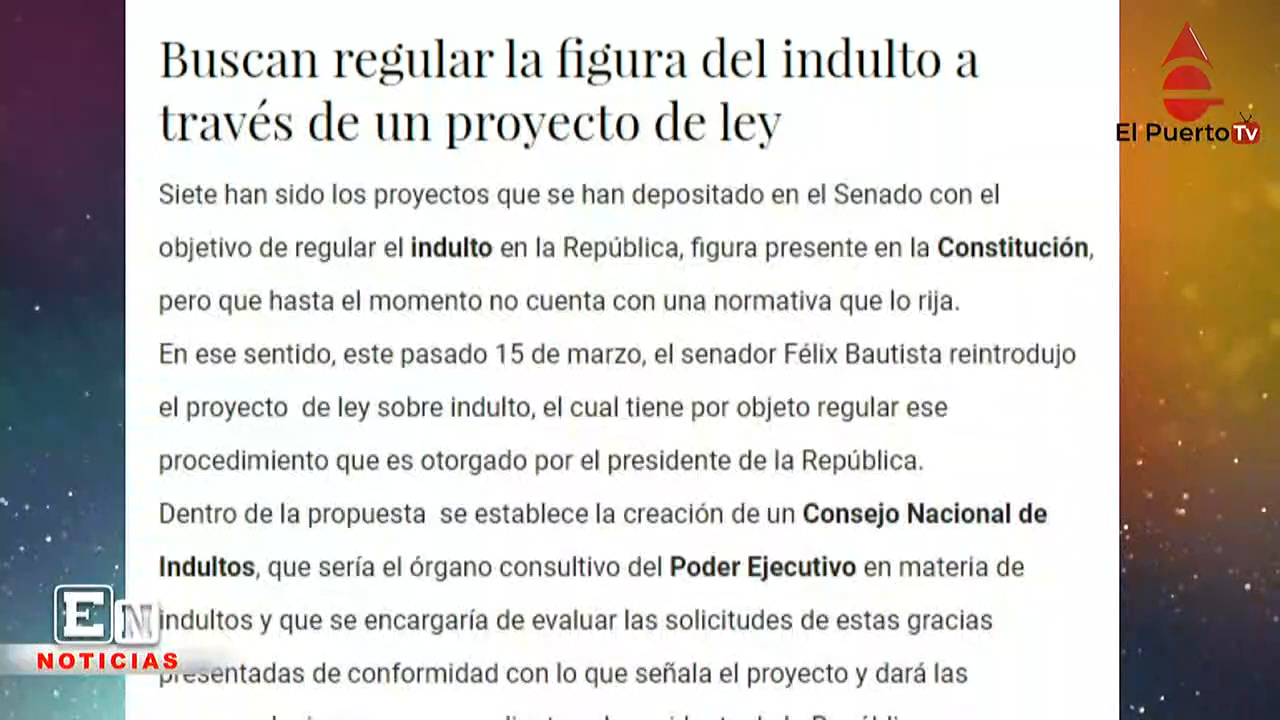 Buscan regular la figura del indulto a
través de un proyecto de ley
El Puerto Tv
Siete han sido los proyectos que se han depositado en el Senado con el
objetivo de regular el indulto en la República, figura presente en la Constitución,
pero que hasta el momento no cuenta con una normativa que lo rija.
En ese sentido, este pasado 15 de marzo, el senador Félix Bautista reintrodujo
el proyecto de ley sobre indulto, el cual tiene por objeto regular ese
procedimiento que es otorgado por el presidente de la República.
Dentro de la propuesta se establece la creación de un Consejo Nacional de
Indultos, que sería el órgano consultivo del Poder Ejecutivo en materia de
indultos y que se encargaría de evaluar las solicitudes de estas gracias
presentadas de conformidad con lo que señala el proyecto y dará las
EN
NOTICIAS